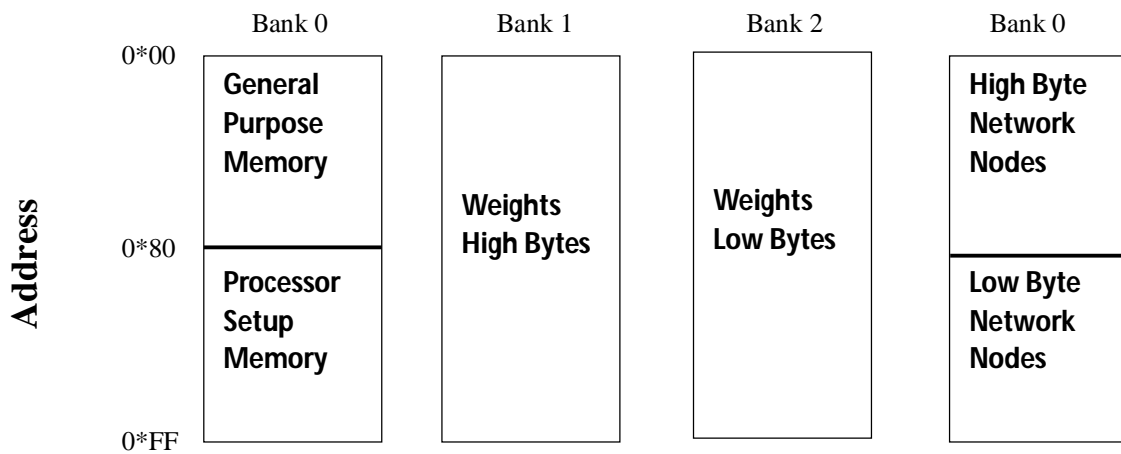 Bank 0
Bank 1
Bank 2
Bank 0
0*00
General
Purpose
Memory
High Byte
Network
Nodes
Weights
High Bytes
Weights
Low Bytes
Address
0*80
Processor
Setup
Memory
Low Byte
Network
Nodes
0*FF